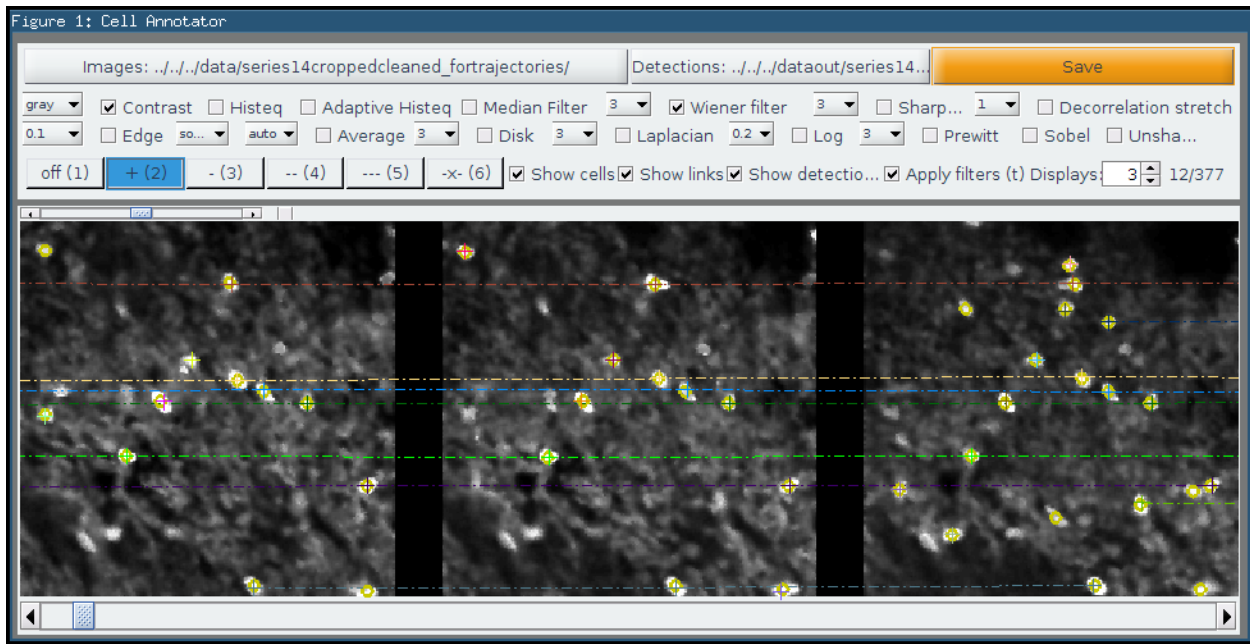 Figure 1: Cell Annotator
Images: ../../../data/series14croppedcleaned_fortrajectories/ Detections: ../../../dataout/series14... Save
gray Contrast Histeq Adaptive Histeq Median Filter 3 Wiener filter 3 Sharp... 1 Decorrelation stretch
0.1 Edge so... auto Average 3 Disk 3 Laplacian 0.2 Log 3 Prewitt Sobel Unsha...
off (1) + (2) - (3) -- (4) --- (5) -x- (6) Show cells Show links Show detectio... Apply filters (t) Displays: 3 12/377